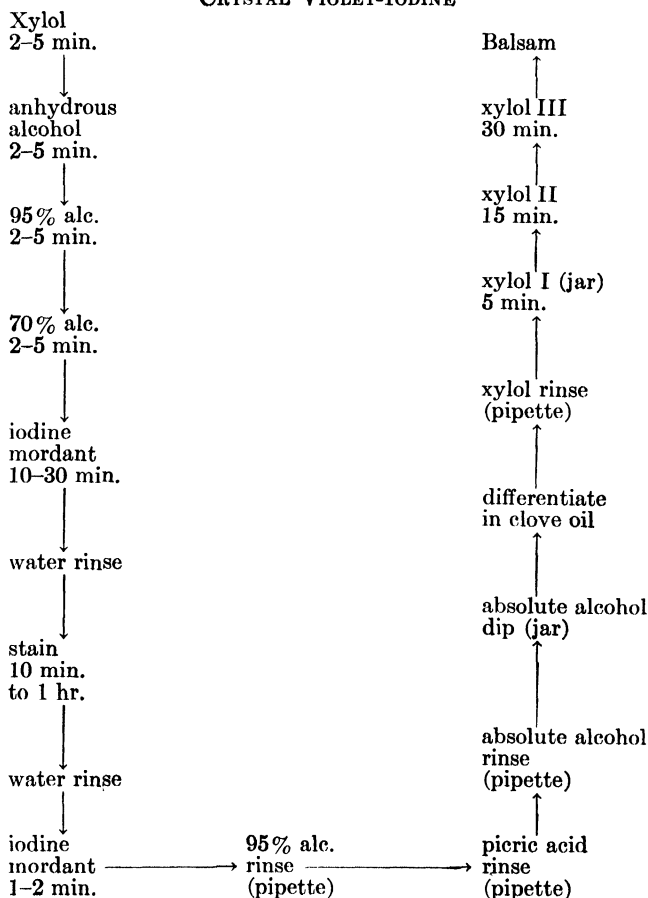 CRYSTAL VIOLET-IODINE
Xylol
2–5 min.
anhydrous
alcohol
2–5 min.
95% alc.
2–5 min.
70% alc.
2–5 min.
iodine
mordant
10–30 min.
water rinse
stain
10 min.
to 1 hr.
water rinse
iodine
mordant
1–2 min.
95% alc.
rinse
(pipette)
picric acid
rinse
(pipette)
absolute alcohol
rinse
(pipette)
absolute alcohol
dip (jar)
differentiate
in clove oil
xylol rinse
(pipette)
xylol I (jar)
5 min.
xylol II
15 min.
xylol III
30 min.
Balsam